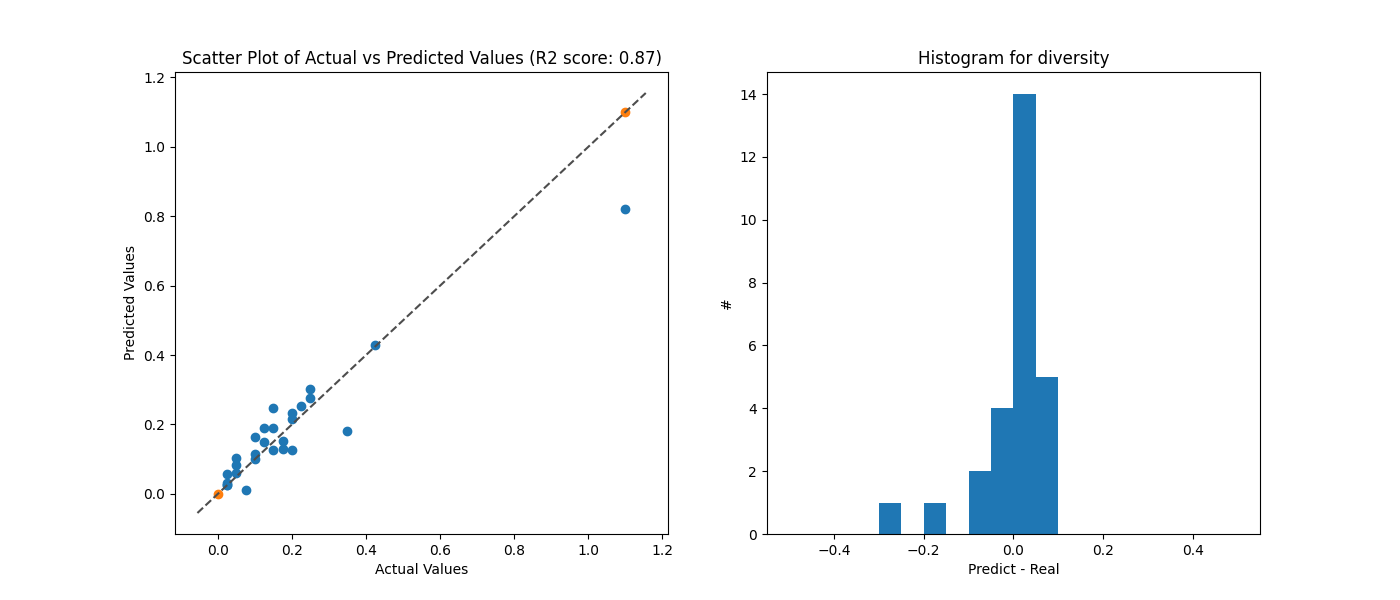 Scatter Plot of Actual vs Predicted Values (R2 score: 0.87)
1.2
1.0
0.8
0.6
0.4
0.2
0.0
Predicted Values
0.0 0.2 0.4 0.6 0.8 1.0 1.2
Actual Values
Histogram for diversity
14
12
10
8
6
4
2
0
#
−0.4 −0.2 0.0 0.2 0.4
Predict - Real